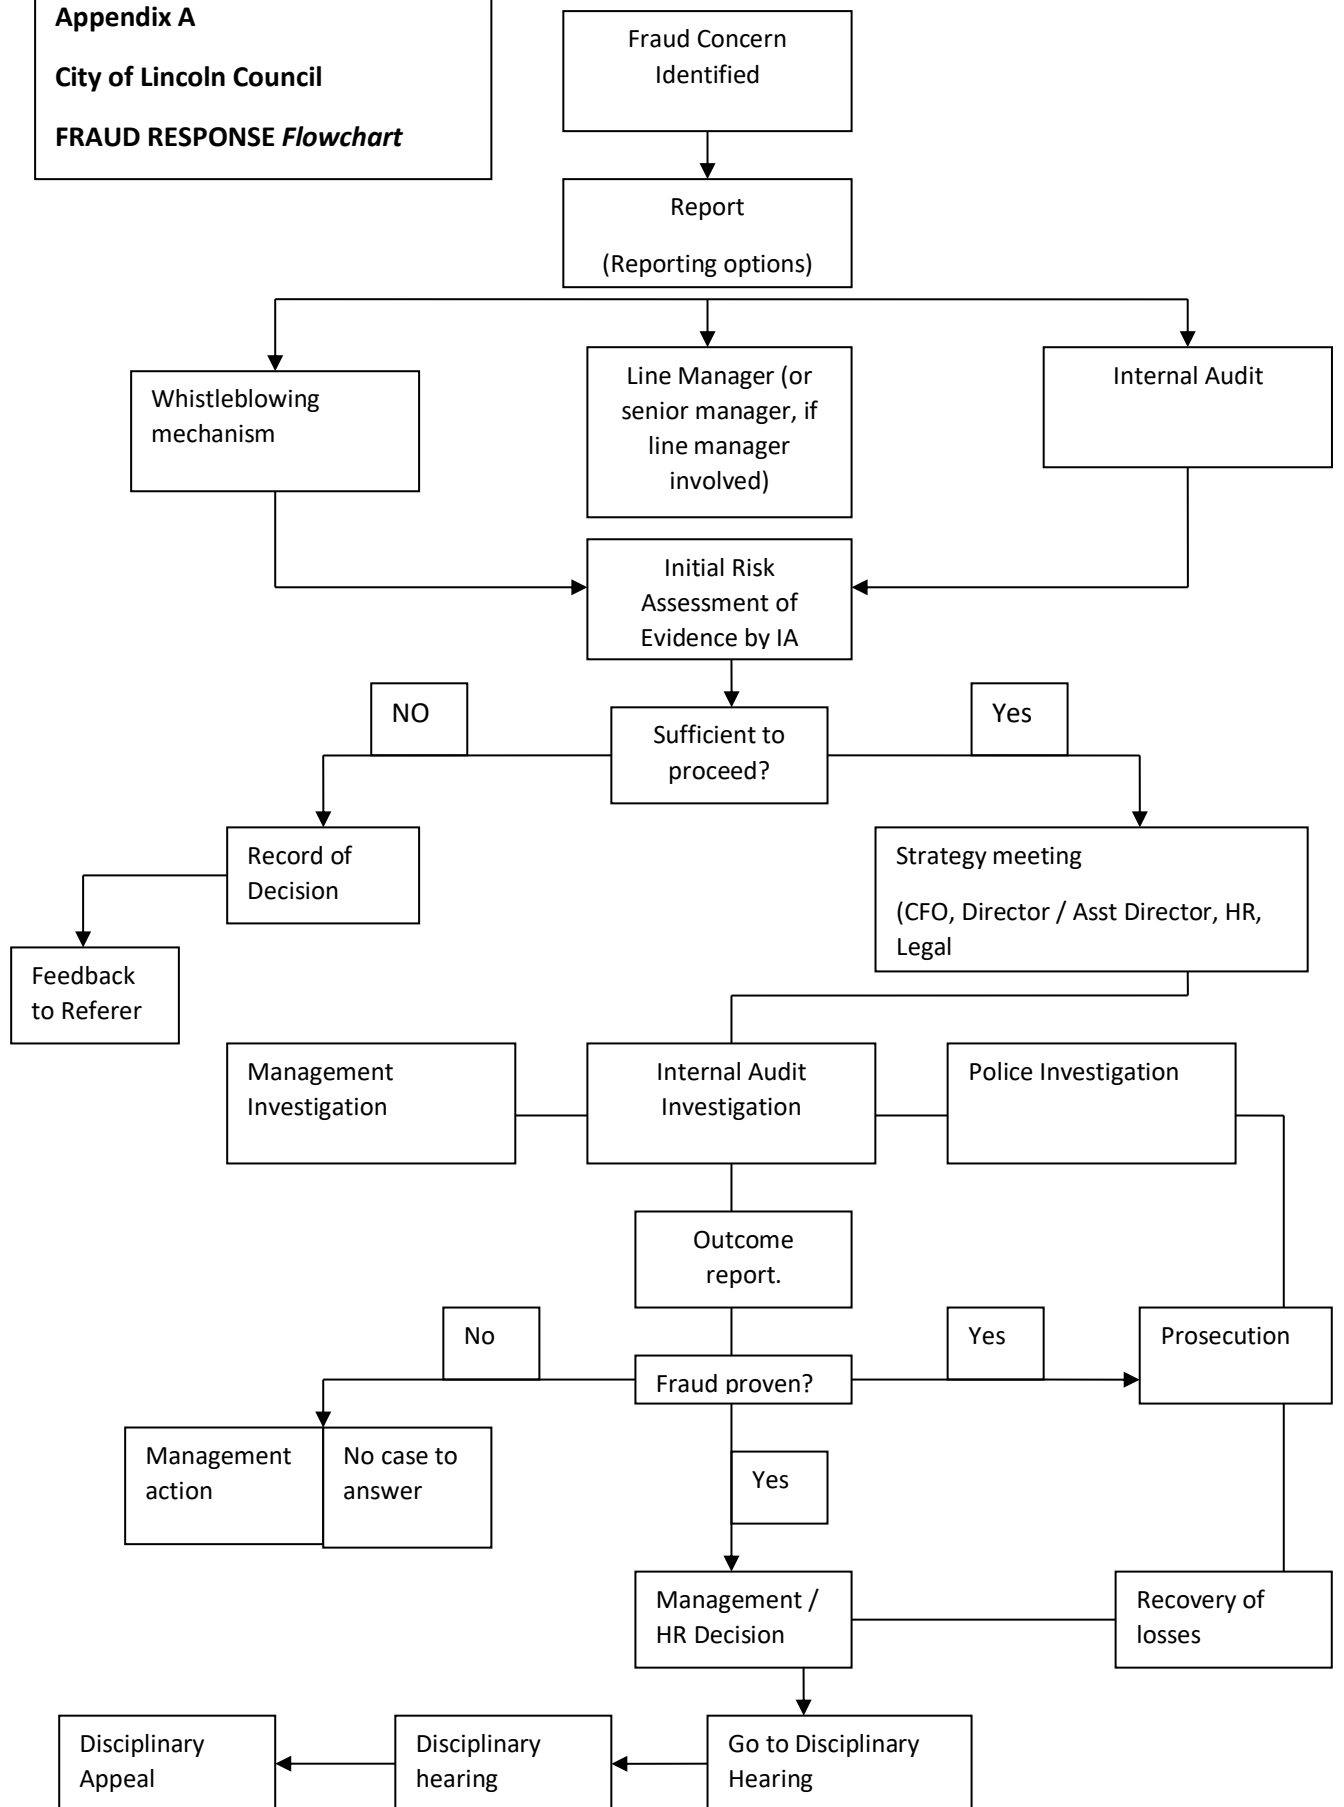 Appendix A
City of Lincoln Council
FRAUD RESPONSE Flowchart
Fraud Concern
Identified
Report
(Reporting options)
Whistleblowing
mechanism
Line Manager (or
senior manager, if
line manager
involved)
Internal Audit
Initial Risk
Assessment of
Evidence by IA
NO
Sufficient to
proceed?
Yes
Record of
Decision
Strategy meeting
(CFO, Director / Asst Director, HR,
Legal
Feedback
to Referer
Management
Investigation
Internal Audit
Investigation
Police Investigation
Outcome
report.
No
Yes
Prosecution
Fraud proven?
Management
action
No case to
answer
Yes
Management /
HR Decision
Recovery of
losses
Disciplinary
Appeal
Disciplinary
hearing
Go to Disciplinary
Hearing